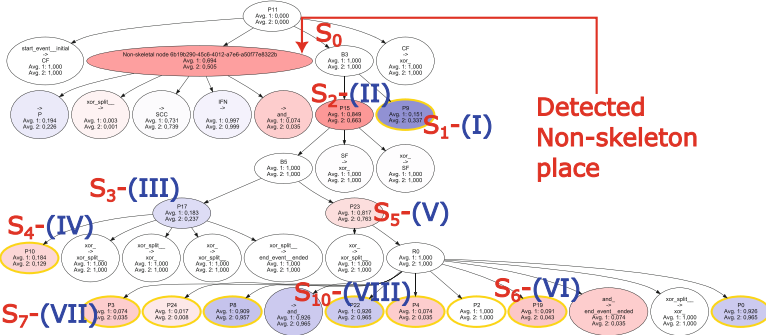 P11
Avg. 1: 0,000
Avg. 2: 0,000
S0
start_event__initial
->
CF
Avg. 1: 1,000
Avg. 2: 1,000
Non-skeletal node 6b19b290-45c6-4012-a7e6-a50f77e8322b
Avg. 1: 0,694
Avg. 2: 0,505
B3
Avg. 1: 1,000
Avg. 2: 1,000
CF
->
xor_
Avg. 1: 1,000
Avg. 2: 1,000
Detected
Non-skeleton
place
->
P
Avg. 1: 0,194
Avg. 2: 0,226
xor_split__
->
Avg. 1: 0,003
Avg. 2: 0,001
->
SCC
Avg. 1: 0,731
Avg. 2: 0,739
IFN
->
Avg. 1: 0,997
Avg. 2: 0,999
->
and_
Avg. 1: 0,074
Avg. 2: 0,035
S2-(II)
P15
Avg. 1: 0,849
Avg. 2: 0,663
P9
Avg. 1: 0,151
Avg. 2: 0,337
S1-(I)
B5
Avg. 1: 1,000
Avg. 2: 1,000
SF
->
xor_
Avg. 1: 1,000
Avg. 2: 1,000
xor_
->
SF
Avg. 1: 1,000
Avg. 2: 1,000
S3-(III)
P17
Avg. 1: 0,183
Avg. 2: 0,237
P23
Avg. 1: 0,817
Avg. 2: 0,763
S5-(V)
S4-(IV)
P10
Avg. 1: 0,184
Avg. 2: 0,129
xor_
->
xor_split
Avg. 1: 1,000
Avg. 2: 1,000
xor_split__
->
xor_
Avg. 1: 1,000
Avg. 2: 1,000
xor_
->
xor_split
Avg. 1: 1,000
Avg. 2: 1,000
xor_split__
->
end_event__ended
Avg. 1: 1,000
Avg. 2: 1,000
xor_
->
xor_split
Avg. 1: 1,000
Avg. 2: 1,000
R0
Avg. 1: 1,000
Avg. 2: 1,000
S7-(VII)
P3
Avg. 1: 0,074
Avg. 2: 0,035
P24
Avg. 1: 0,017
Avg. 2: 0,008
P8
Avg. 1: 0,909
Avg. 2: 0,957
S10-(VIII)
->
and_
Avg. 1: 0,926
Avg. 2: 0,965
P22
Avg. 1: 0,926
Avg. 2: 0,965
P4
Avg. 1: 0,074
Avg. 2: 0,035
P2
Avg. 1: 1,000
Avg. 2: 1,000
S6-(VI)
P19
Avg. 1: 0,091
Avg. 2: 0,043
and_
->
end_event__ended
Avg. 1: 0,074
Avg. 2: 0,035
xor_split__
->
xor_
Avg. 1: 1,000
Avg. 2: 1,000
P0
Avg. 1: 0,926
Avg. 2: 0,965